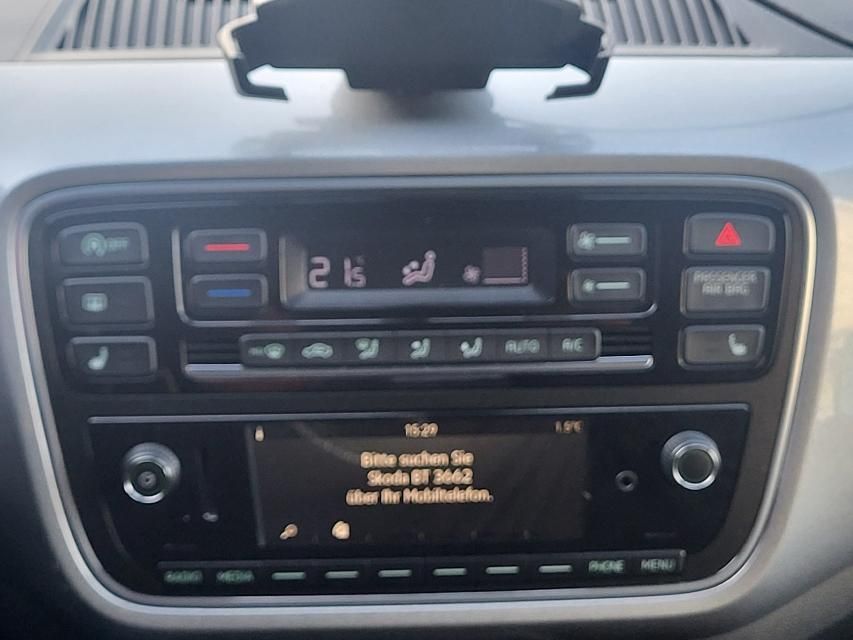 OFF
21.5
PASSENGER
AIR BAG
AUTO
A/C
15:29
1.5°C
Bitte suchen Sie
Skoda BT 3662
über Ihr Mobiltelefon.
RADIO
MEDIA
PHONE
MENU